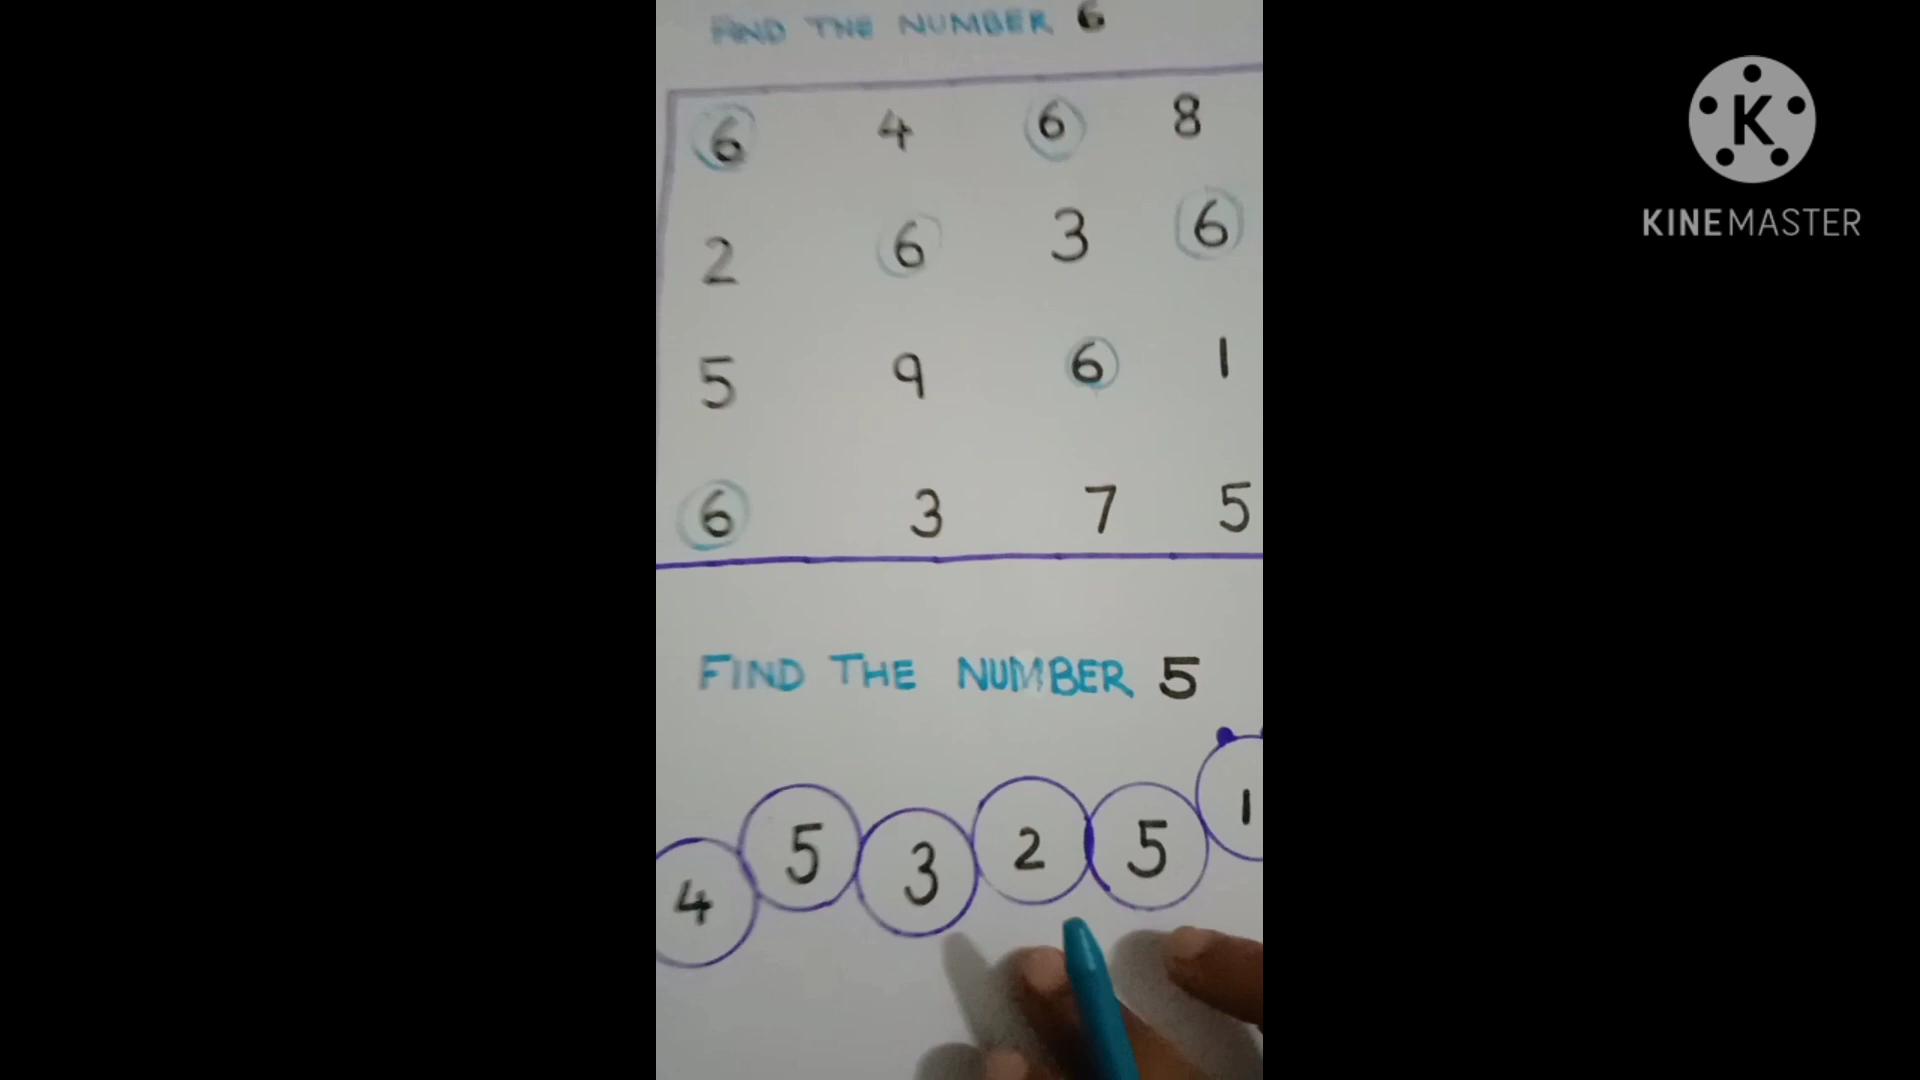 FIND THE NUMBER 6
6 4 6 8
2 6 3 6
5 9 6 1
6 3 7 5
FIND THE NUMBER 5
4 5 3 2 5 1
K
KINEMASTER